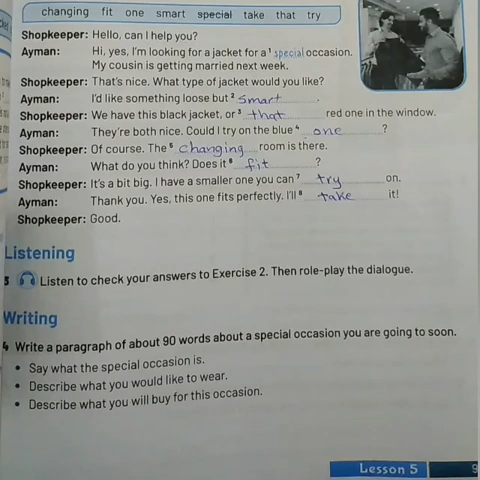 changing fit one smart special take that try
Shopkeeper: Hello, can I help you?
Ayman: Hi, yes, I'm looking for a jacket for a ¹ special occasion.
My cousin is getting married next week.
Shopkeeper: That's nice. What type of jacket would you like?
Ayman: I'd like something loose but ² smart.
Shopkeeper: We have this black jacket, or ³ that red one in the window.
Ayman: They're both nice. Could I try on the blue ⁴ one ?
Shopkeeper: Of course. The ⁵ changing room is there.
Ayman: What do you think? Does it ⁶ fit ?
Shopkeeper: It's a bit big. I have a smaller one you can ⁷ try on.
Ayman: Thank you. Yes, this one fits perfectly. I'll ⁸ take it!
Shopkeeper: Good.
Listening
3 Listen to check your answers to Exercise 2. Then role-play the dialogue.
Writing
4 Write a paragraph of about 90 words about a special occasion you are going to soon.
• Say what the special occasion is.
• Describe what you would like to wear.
• Describe what you will buy for this occasion.
Lesson 5